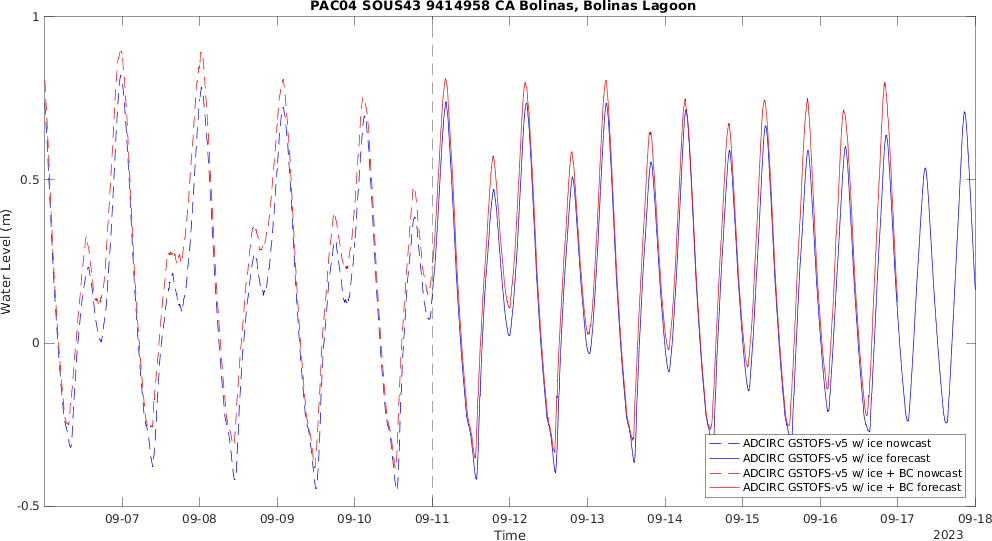 PAC04 SOUS43 9414958 CA Bolinas, Bolinas Lagoon
1
0.5
0
-0.5
Water Level (m)
ADCIRC GSTOFS-v5 w/ ice nowcast
ADCIRC GSTOFS-v5 w/ ice forecast
ADCIRC GSTOFS-v5 w/ ice + BC nowcast
ADCIRC GSTOFS-v5 w/ ice + BC forecast
09-07 09-08 09-09 09-10 09-11 09-12 09-13 09-14 09-15 09-16 09-17 09-18
Time
2023